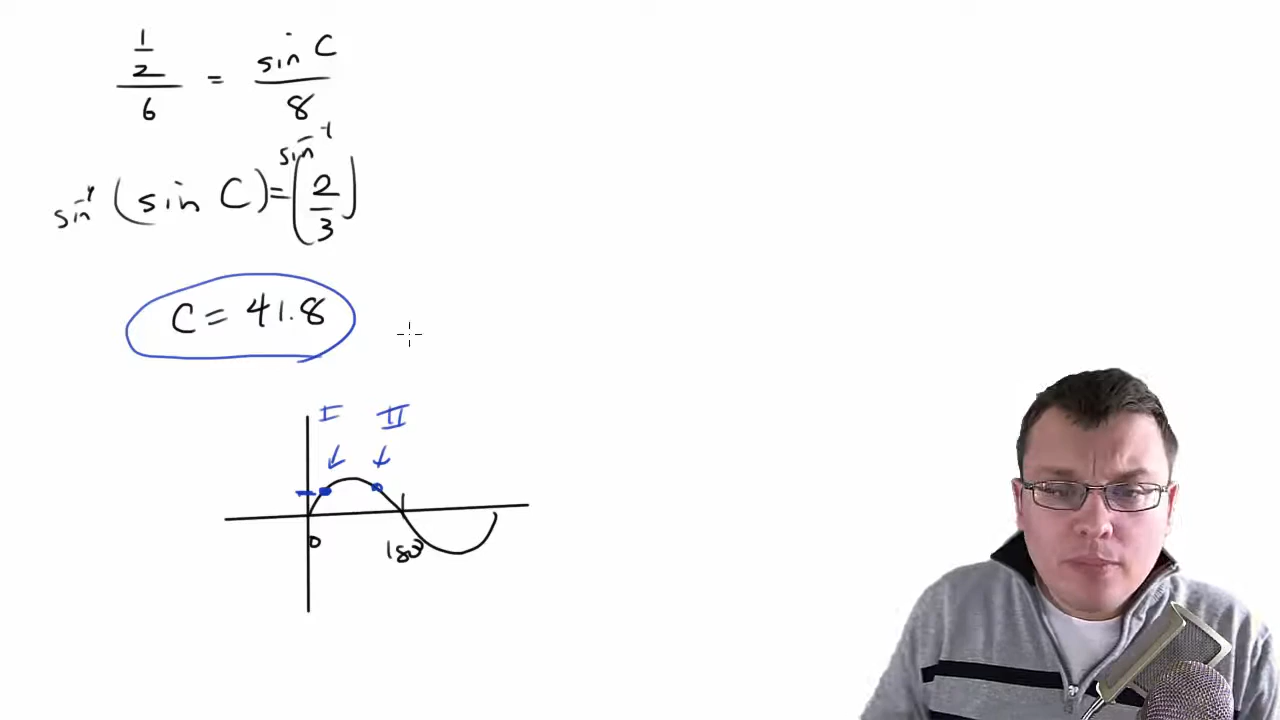 1/2 / 6 = sin C / 8
sin⁻¹ (sin C) = sin⁻¹ (2/3)
C = 41.8
I II
0 180°